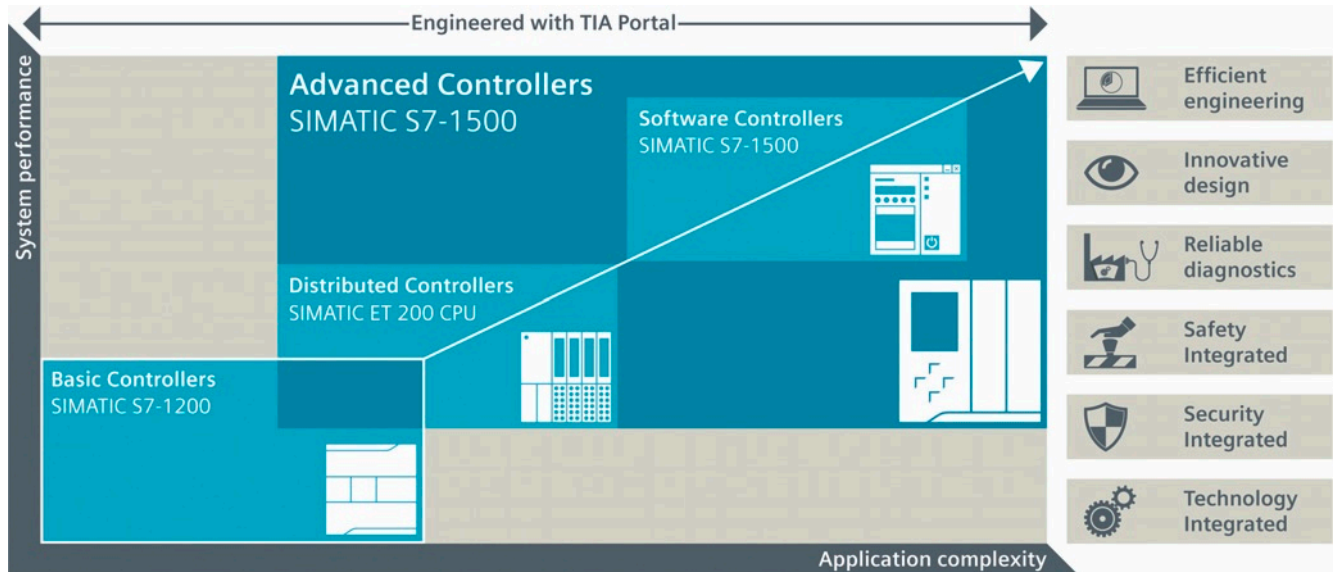 Engineered with TIA Portal
System performance
Advanced Controllers
SIMATIC S7-1500
Software Controllers
SIMATIC S7-1500
Distributed Controllers
SIMATIC ET 200 CPU
Basic Controllers
SIMATIC S7-1200
Application complexity
Efficient
engineering
Innovative
design
Reliable
diagnostics
Safety
Integrated
Security
Integrated
Technology
Integrated